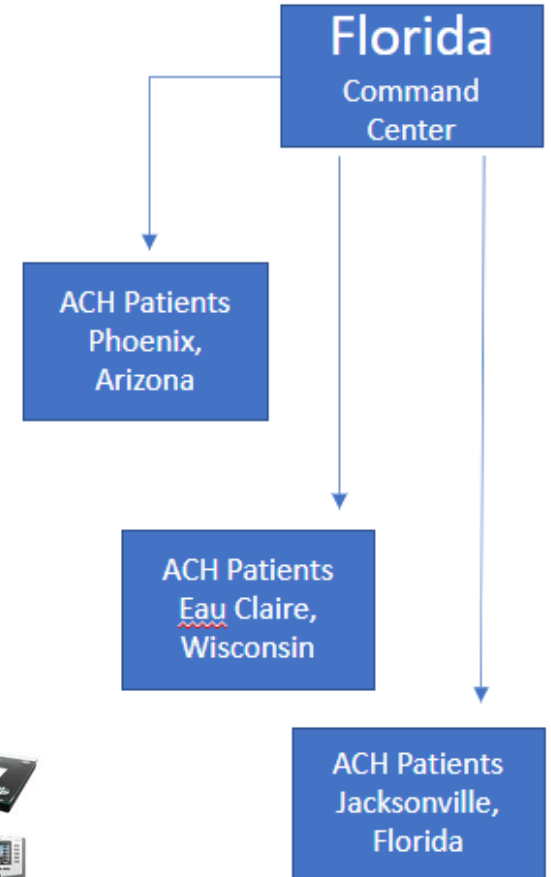 Florida
Command
Center
ACH Patients
Phoenix,
Arizona
ACH Patients
Eau Claire,
Wisconsin
ACH Patients
Jacksonville,
Florida